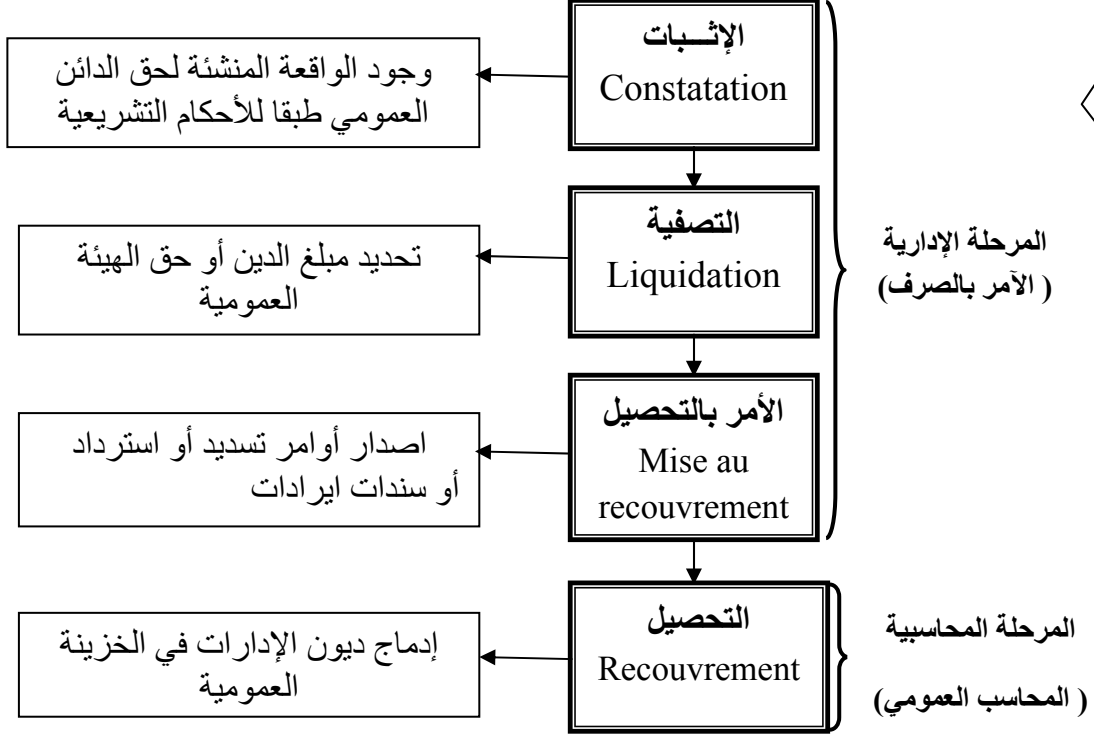 الإثـــبات
Constatation
وجود الواقعة المنشئة لحق الدائن
العمومي طبقا للأحكام التشريعية
التصفية
Liquidation
تحديد مبلغ الدين أو حق الهيئة
العمومية
المرحلة الإدارية
( الآمر بالصرف)
الأمر بالتحصيل
Mise au
recouvrement
اصدار أوامر تسديد أو استرداد
أو سندات ايرادات
التحصيل
Recouvrement
إدماج ديون الإدارات في الخزينة
العمومية
المرحلة المحاسبية
( المحاسب العمومي)